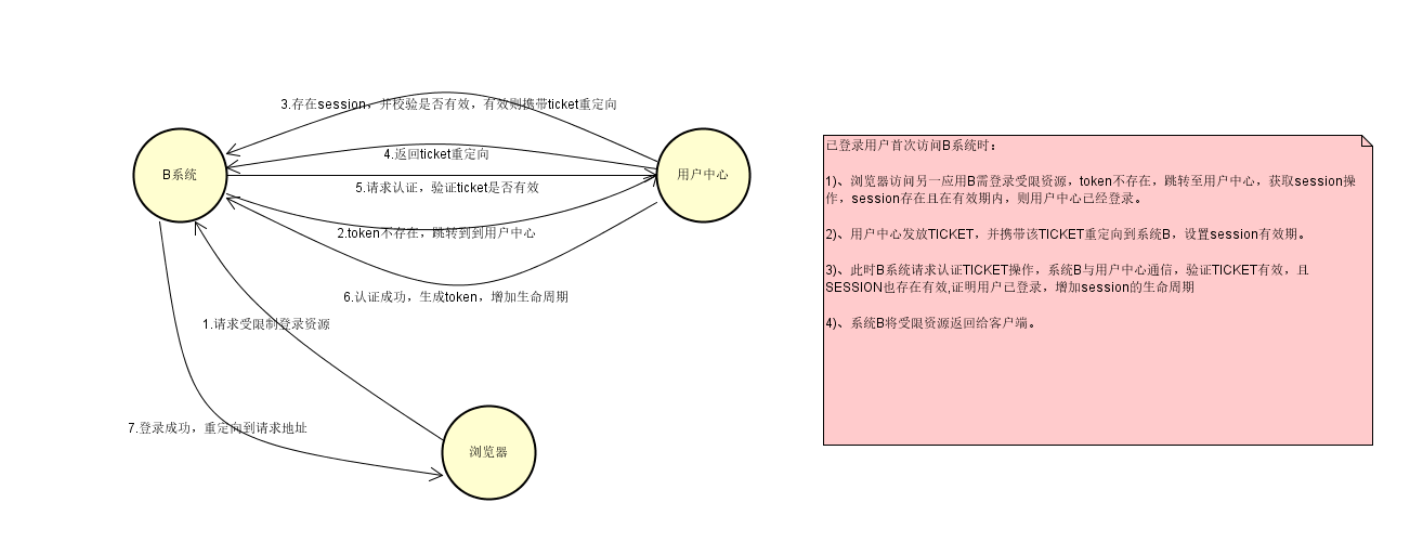 3.存在session，并校验是否有效，有效则携带ticket重定向
4.返回ticket重定向
B系统
用户中心
5.请求认证，验证ticket是否有效
2.token不存在，跳转到到用户中心
6.认证成功，生成token，增加生命周期
1.请求受限制登录资源
7.登录成功，重定向到请求地址
浏览器
已登录用户首次访问B系统时：
1)、浏览器访问另一应用B需登录受限资源，token不存在，跳转至用户中心，获取session操
作，session存在且在有效期内，则用户中心已经登录。
2)、用户中心发放TICKET，并携带该TICKET重定向到系统B，设置session有效期。
3)、此时B系统请求认证TICKET操作，系统B与用户中心通信，验证TICKET有效，且
SESSION也存在有效,证明用户已登录，增加session的生命周期
4)、系统B将受限资源返回给客户端。